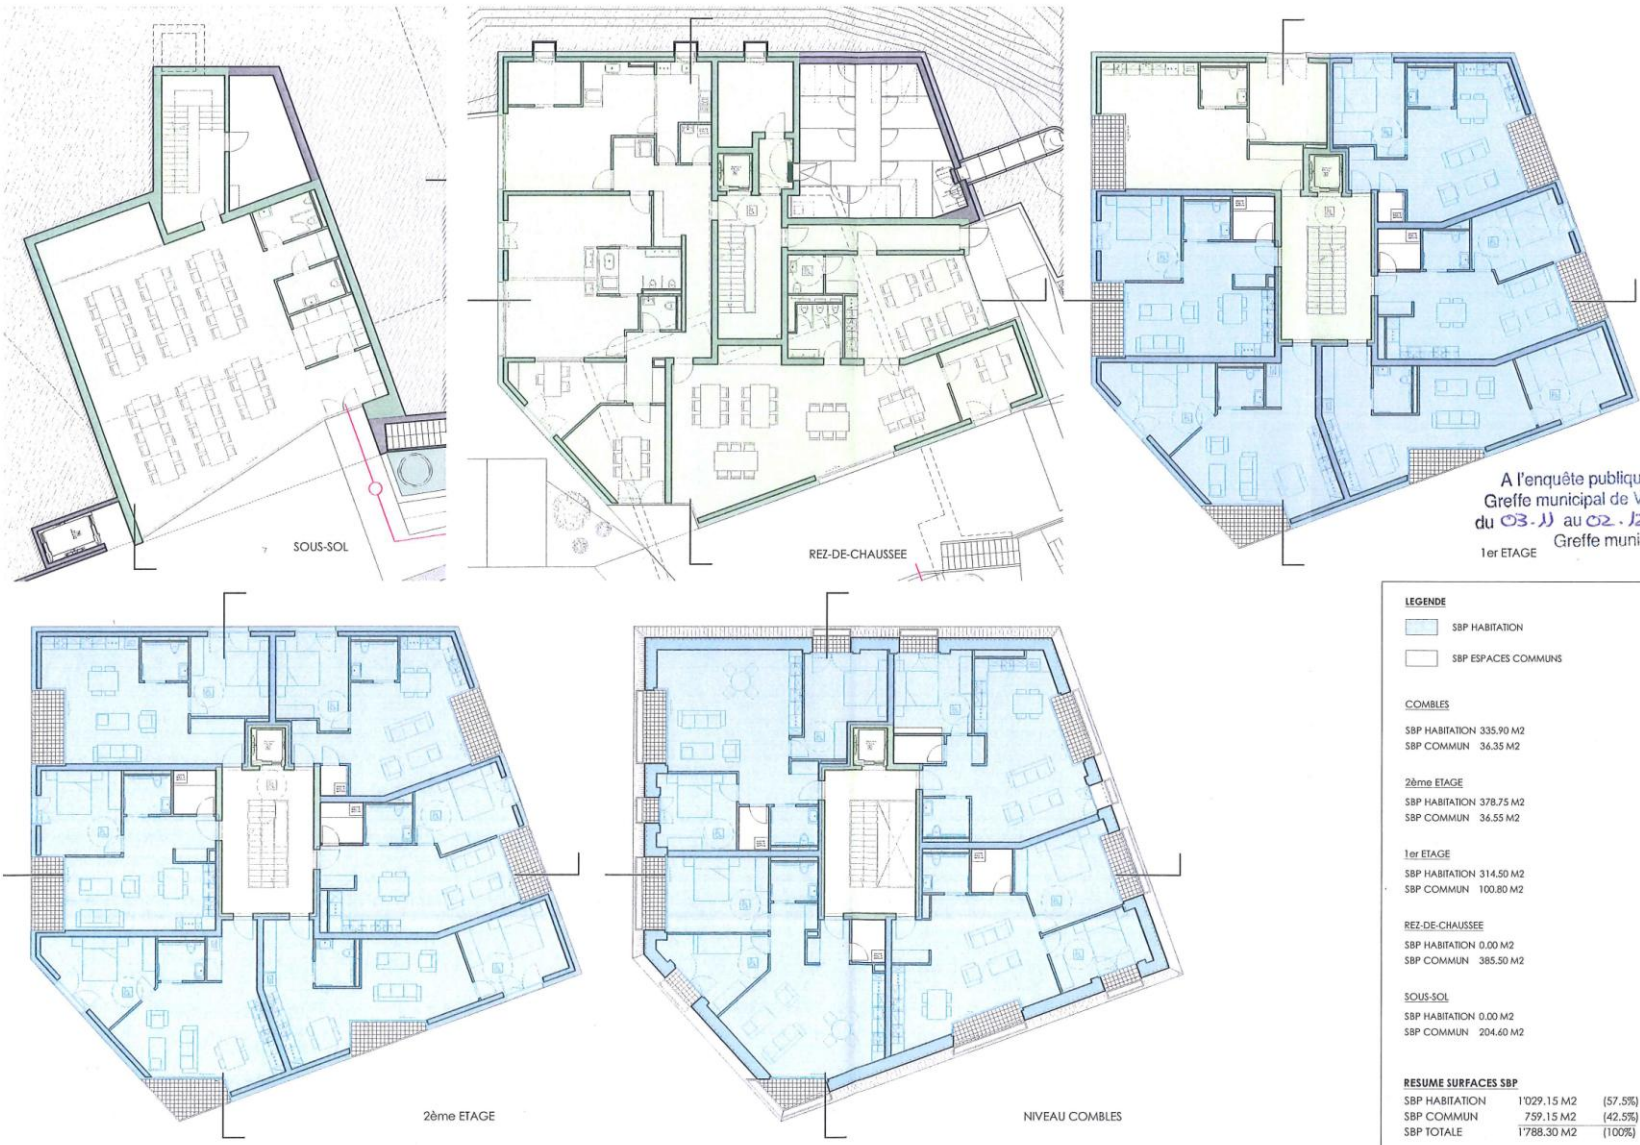 SOUS-SOL
REZ-DE-CHAUSSEE
A l'enquête publiqu
Greffe municipal de V
du 03.11 au 02.12
Greffe muni
1er ETAGE
2ème ETAGE
NIVEAU COMBLES
LEGENDE
SBP HABITATION
SBP ESPACES COMMUNS
COMBLES
SBP HABITATION 335.90 M2
SBP COMMUN 36.35 M2
2ème ETAGE
SBP HABITATION 378.75 M2
SBP COMMUN 36.55 M2
1er ETAGE
SBP HABITATION 314.50 M2
SBP COMMUN 100.80 M2
REZ-DE-CHAUSSEE
SBP HABITATION 0.00 M2
SBP COMMUN 385.50 M2
SOUS-SOL
SBP HABITATION 0.00 M2
SBP COMMUN 204.60 M2
RESUME SURFACES SBP
SBP HABITATION 1'029.15 M2 (57.5%)
SBP COMMUN 759.15 M2 (42.5%)
SBP TOTALE 1'788.30 M2 (100%)